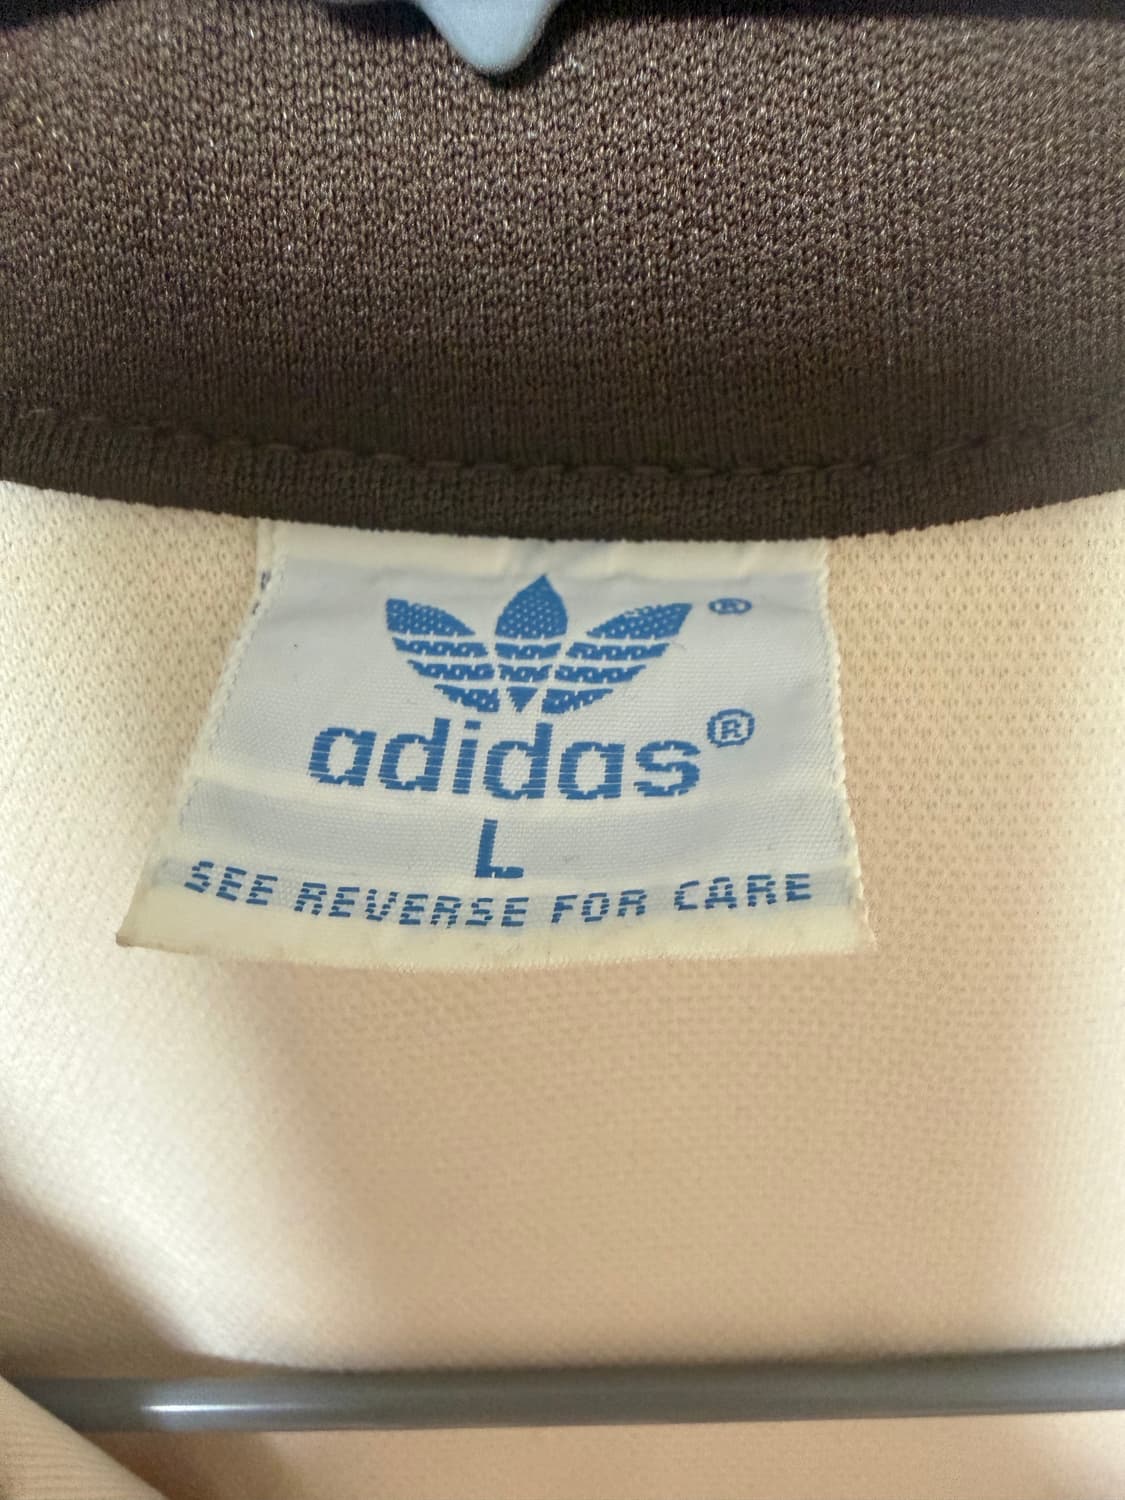 ®
adidas®
L
SEE REVERSE FOR CARE